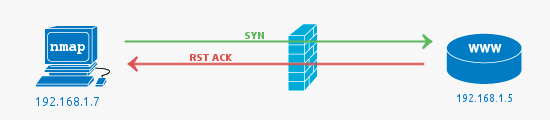 nmap
SYN
WWW
RST ACK
192.168.1.7
192.168.1.5